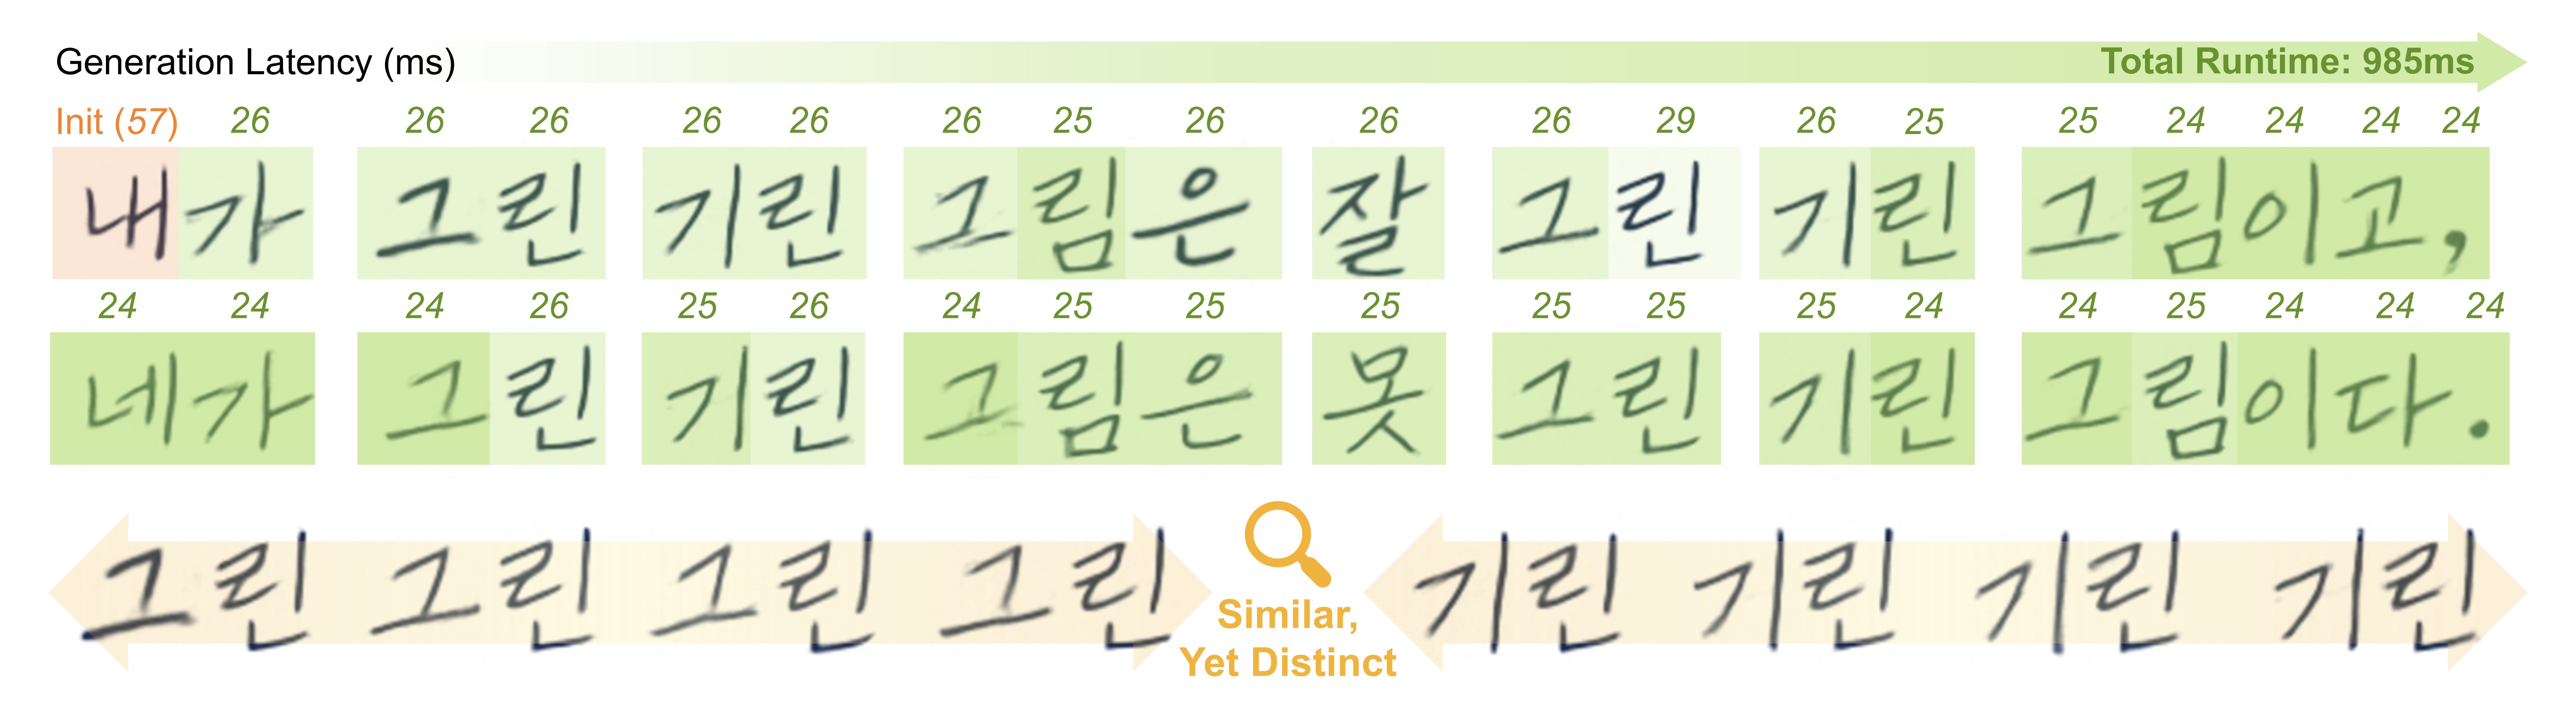 Generation Latency (ms) Total Runtime: 985ms
Init (57) 26 26 26 26 26 26 25 26 26 26 29 26 25 25 24 24 24 24
내가 그린 기린 그림은 잘 그린 기린 그림이고,
24 24 24 26 25 26 24 25 25 25 25 25 25 24 24 25 24 24 24
네가 그린 기린 그림은 못 그린 기린 그림이다.
그린 그린 그린 그린 기린 기린 기린 기린
Similar,
Yet Distinct